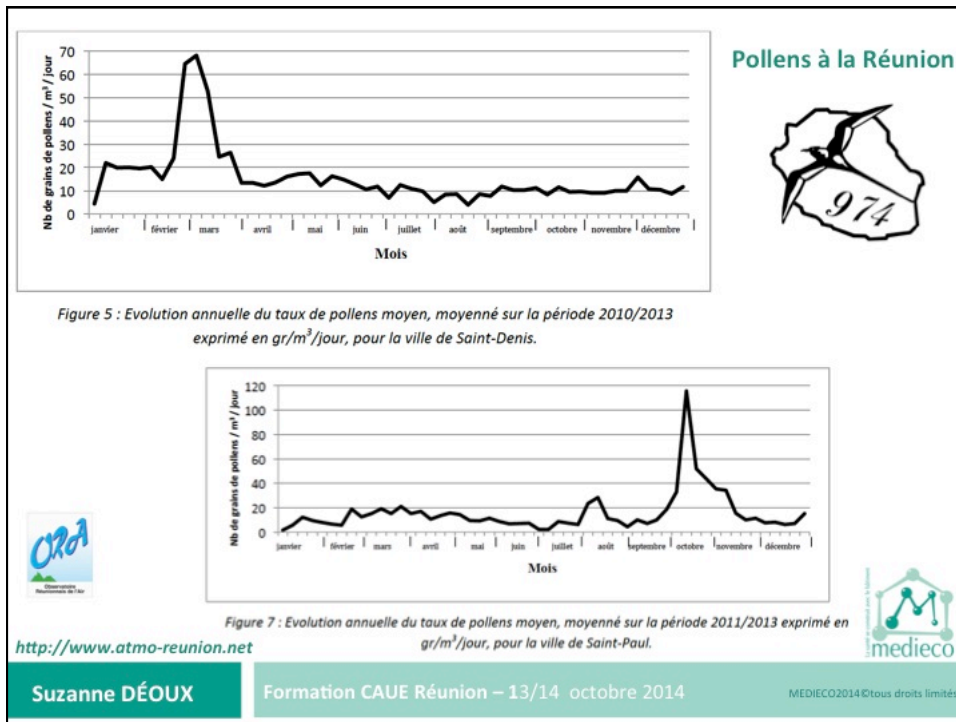 Pollens à la Réunion
Nb de grains de pollens / m³ / jour
70
60
50
40
30
20
10
0
janvier février mars avril mai juin juillet août septembre octobre novembre décembre
Mois
974
Figure 5 : Evolution annuelle du taux de pollens moyen, moyenné sur la période 2010/2013
exprimé en gr/m³/jour, pour la ville de Saint-Denis.
Nb de grains de pollens / m³ / jour
120
100
80
60
40
20
0
janvier février mars avril mai juin juillet août septembre octobre novembre décembre
Mois
ORA
Observatoire
Réunionnais de l'Air
Figure 7 : Evolution annuelle du taux de pollens moyen, moyenné sur la période 2011/2013 exprimé en
gr/m³/jour, pour la ville de Saint-Paul.
http://www.atmo-reunion.net
medieco
Suzanne DÉOUX
Formation CAUE Réunion – 13/14 octobre 2014
MEDIECO2014©tous droits limités